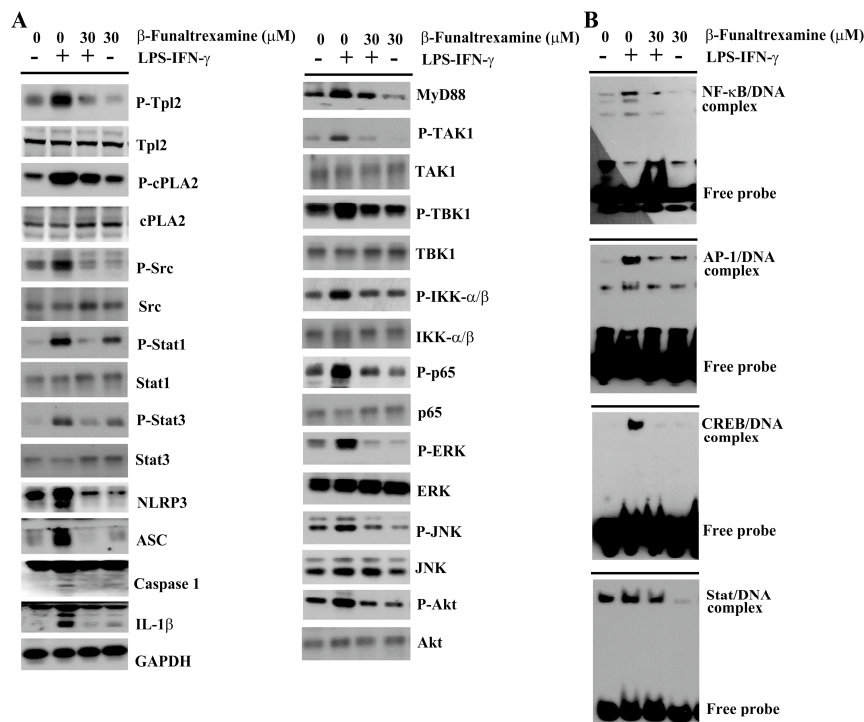 A
0 0 30 30 β-Funaltrexamine (μM)
- + + - LPS-IFN-γ
P-Tpl2
Tpl2
P-cPLA2
cPLA2
P-Src
Src
P-Stat1
Stat1
P-Stat3
Stat3
NLRP3
ASC
Caspase 1
IL-1β
GAPDH
0 0 30 30 β-Funaltrexamine (μM)
- + + - LPS-IFN-γ
MyD88
P-TAK1
TAK1
P-TBK1
TBK1
P-IKK-α/β
IKK-α/β
P-p65
p65
P-ERK
ERK
P-JNK
JNK
P-Akt
Akt
B
0 0 30 30 β-Funaltrexamine (μM)
- + + - LPS-IFN-γ
NF-κB/DNA
complex
Free probe
AP-1/DNA
complex
Free probe
CREB/DNA
complex
Free probe
Stat/DNA
complex
Free probe